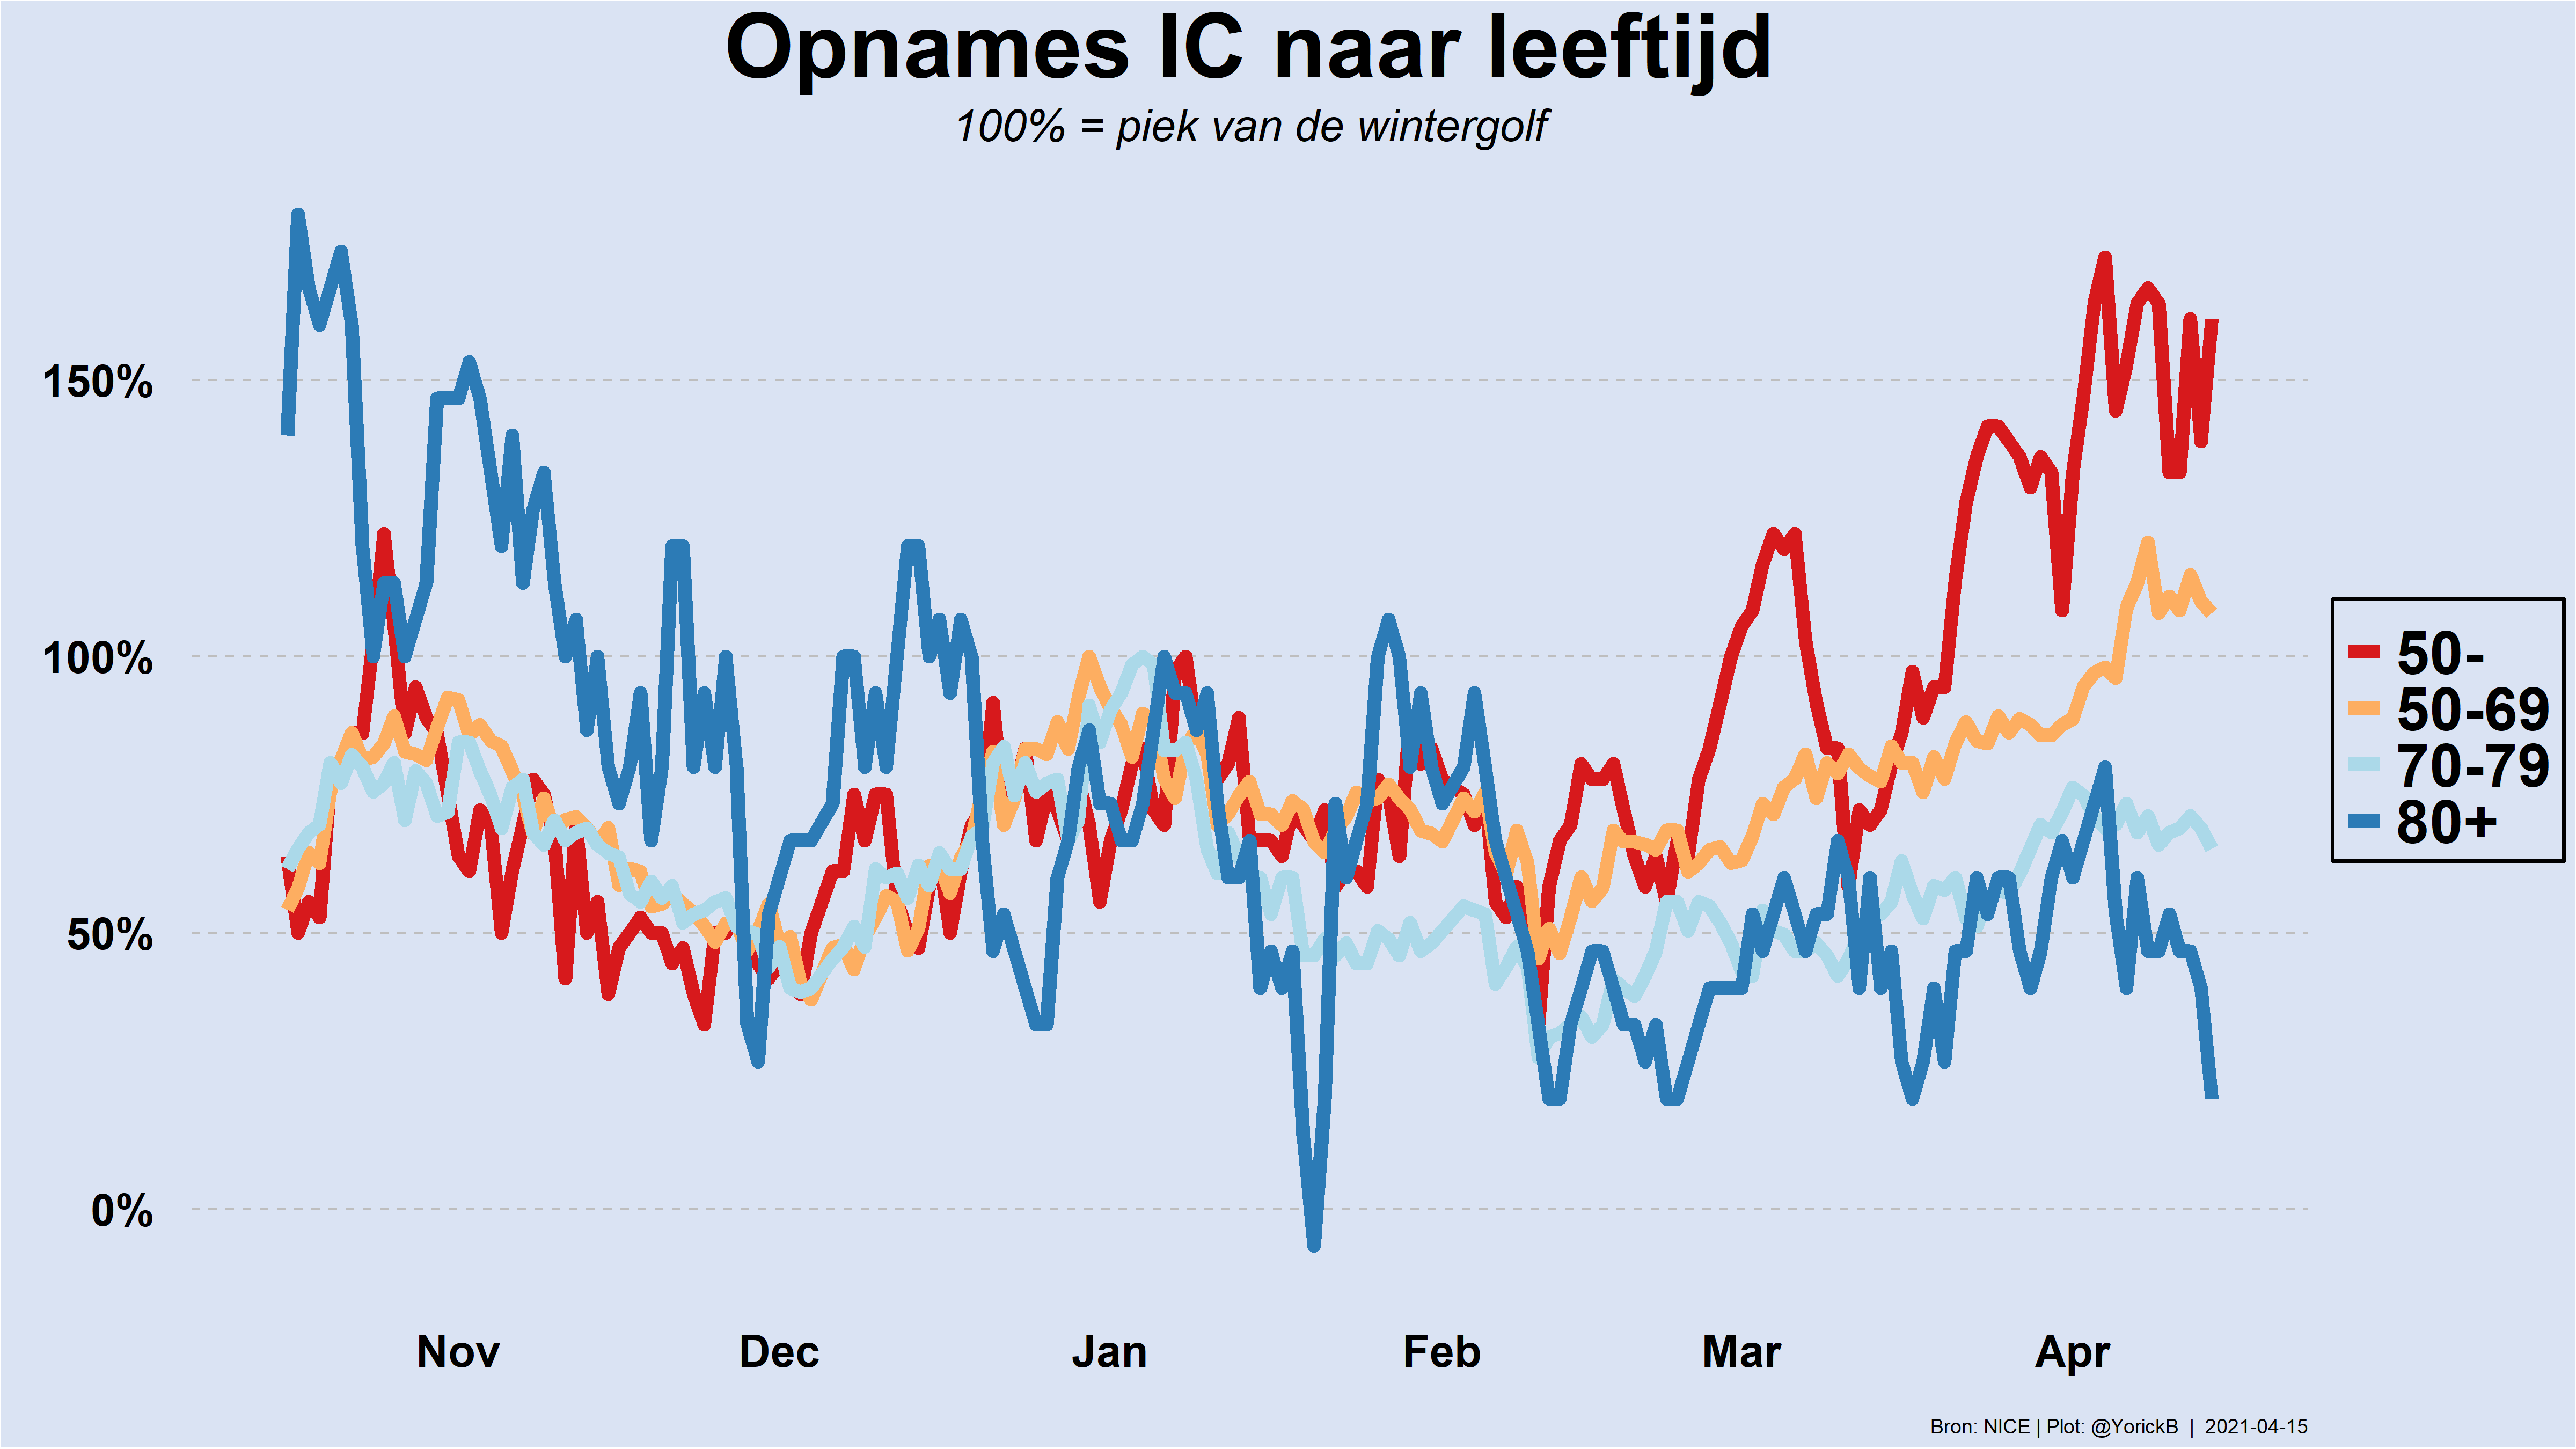 Opnames IC naar leeftijd
100% = piek van de wintergolf
150%
100%
50%
0%
50-
50-69
70-79
80+
Nov Dec Jan Feb Mar Apr
Bron: NICE | Plot: @YorickB | 2021-04-15